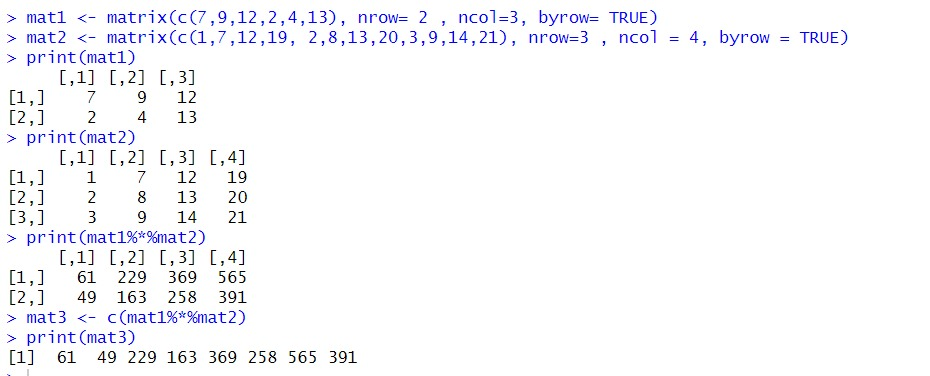 > mat1 <- matrix(c(7,9,12,2,4,13), nrow= 2 , ncol=3, byrow= TRUE)
> mat2 <- matrix(c(1,7,12,19, 2,8,13,20,3,9,14,21), nrow=3 , ncol = 4, byrow = TRUE)
> print(mat1)
     [,1] [,2] [,3]
[1,]    7    9   12
[2,]    2    4   13
> print(mat2)
     [,1] [,2] [,3] [,4]
[1,]    1    7   12   19
[2,]    2    8   13   20
[3,]    3    9   14   21
> print(mat1%*%mat2)
     [,1] [,2] [,3] [,4]
[1,]   61  229  369  565
[2,]   49  163  258  391
> mat3 <- c(mat1%*%mat2)
> print(mat3)
[1]  61  49 229 163 369 258 565 391
>